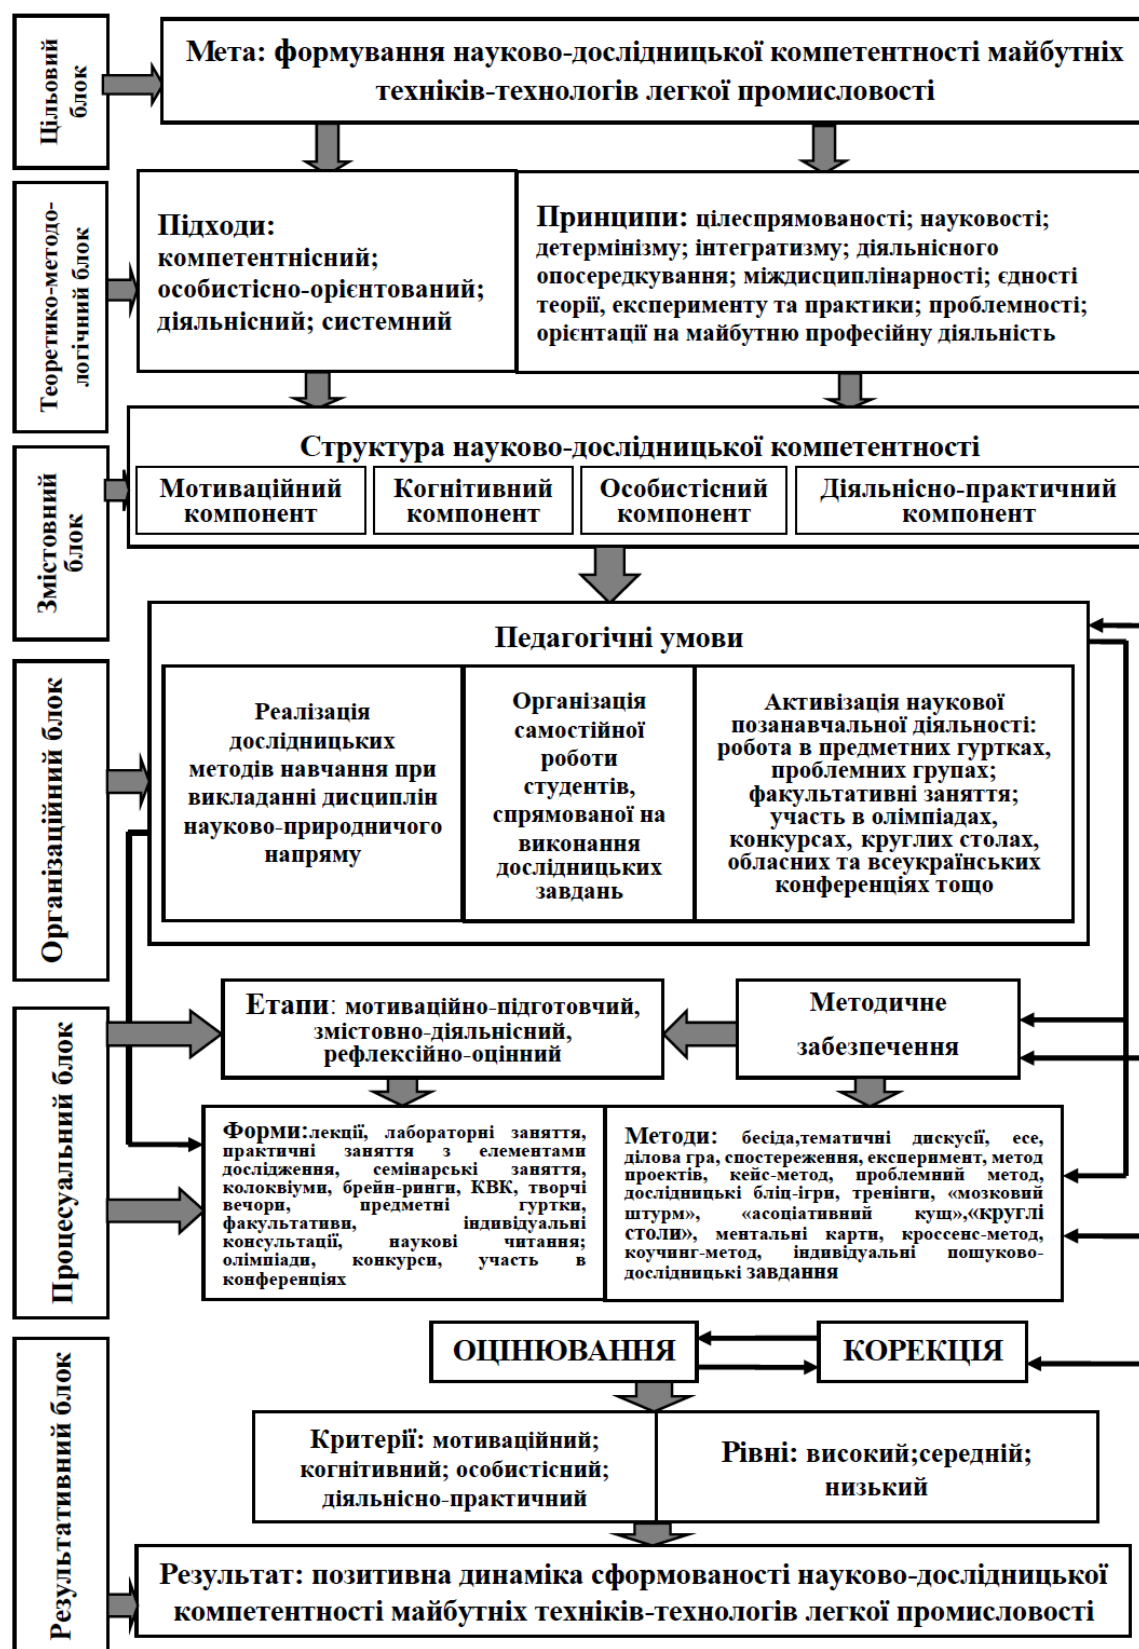 Цільовий
блок
Мета: формування науково-дослідницької компетентності майбутніх
техніків-технологів легкої промисловості
Теоретико-методо-
логічний блок
Підходи:
компетентнісний;
особистісно-орієнтований;
діяльнісний; системний
Принципи: цілеспрямованості; науковості;
детермінізму; інтегратизму; діяльнісного
опосередкування; міждисциплінарності; єдності
теорії, експерименту та практики; проблемності;
орієнтації на майбутню професійну діяльність
Змістовний
блок
Структура науково-дослідницької компетентності
Мотиваційний
компонент
Когнітивний
компонент
Особистісний
компонент
Діяльнісно-практичний
компонент
Організаційний блок
Педагогічні умови
Реалізація
дослідницьких
методів навчання при
викладанні дисциплін
науково-природничого
напряму
Організація
самостійної
роботи
студентів,
спрямованої на
виконання
дослідницьких
завдань
Активізація наукової
позанавчальної діяльності:
робота в предметних гуртках,
проблемних групах;
факультативні заняття;
участь в олімпіадах,
конкурсах, круглих столах,
обласних та всеукраїнських
конференціях тощо
Процесуальний блок
Етапи: мотиваційно-підготовчий,
змістовно-діяльнісний,
рефлексійно-оцінний
Методичне
забезпечення
Форми:лекції, лабораторні заняття,
практичні заняття з елементами
дослідження, семінарські заняття,
колоквіуми, брейн-ринги, КВК, творчі
вечори, предметні гуртки,
факультативи, індивідуальні
консультації, наукові читання;
олімпіади, конкурси, участь в
конференціях
Методи: бесіда,тематичні дискусії, есе,
ділова гра, спостереження, експеримент, метод
проектів, кейс-метод, проблемний метод,
дослідницькі бліц-ігри, тренінги, «мозковий
штурм», «асоціативний кущ»,«круглі
столи», ментальні карти, кроссенс-метод,
коучинг-метод, індивідуальні пошуково-
дослідницькі завдання
Результативний блок
ОЦІНЮВАННЯ
КОРЕКЦІЯ
Критерії: мотиваційний;
когнітивний; особистісний;
діяльнісно-практичний
Рівні: високий;середній;
низький
Результат: позитивна динаміка сформованості науково-дослідницької
компетентності майбутніх техніків-технологів легкої промисловості